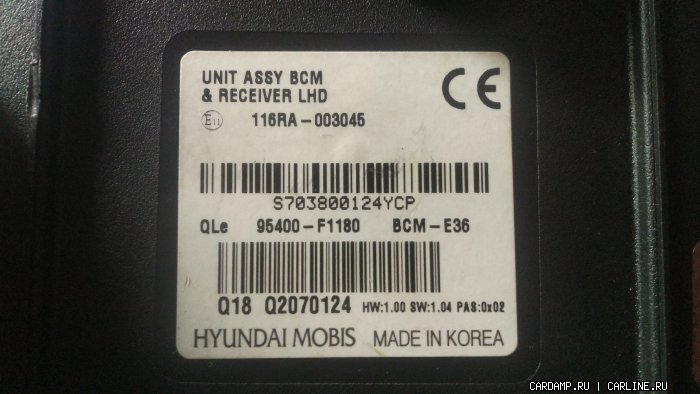 UNIT ASSY BCM
& RECEIVER LHD
CE
E11 116RA-003045
S703800124YCP
QLe 95400-F1180 BCM-E36
Q18 Q2070124 HW:1.00 SW:1.04 PAS:0x02
HYUNDAI MOBIS MADE IN KOREA
CARDAMP.RU | CARLINE.RU